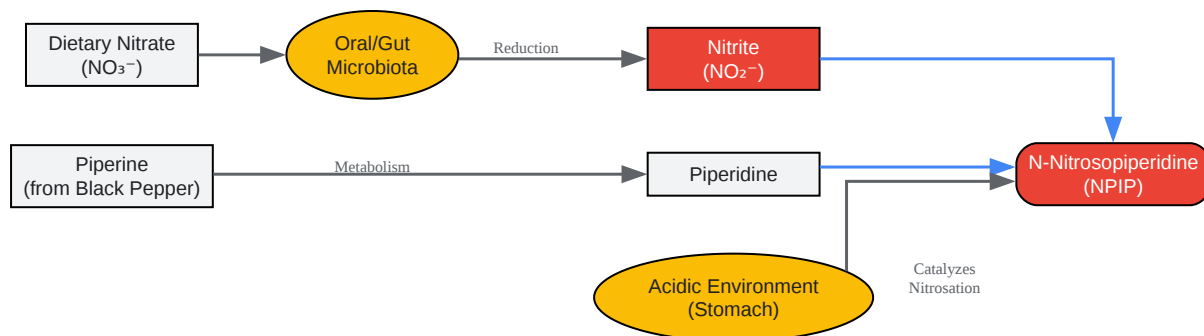 Dietary Nitrate
(NO₃⁻)
Oral/Gut
Microbiota
Reduction
Nitrite
(NO₂⁻)
Piperine
(from Black Pepper)
Metabolism
Piperidine
N-Nitrosopiperidine
(NPIP)
Acidic Environment
(Stomach)
Catalyzes
Nitrosation